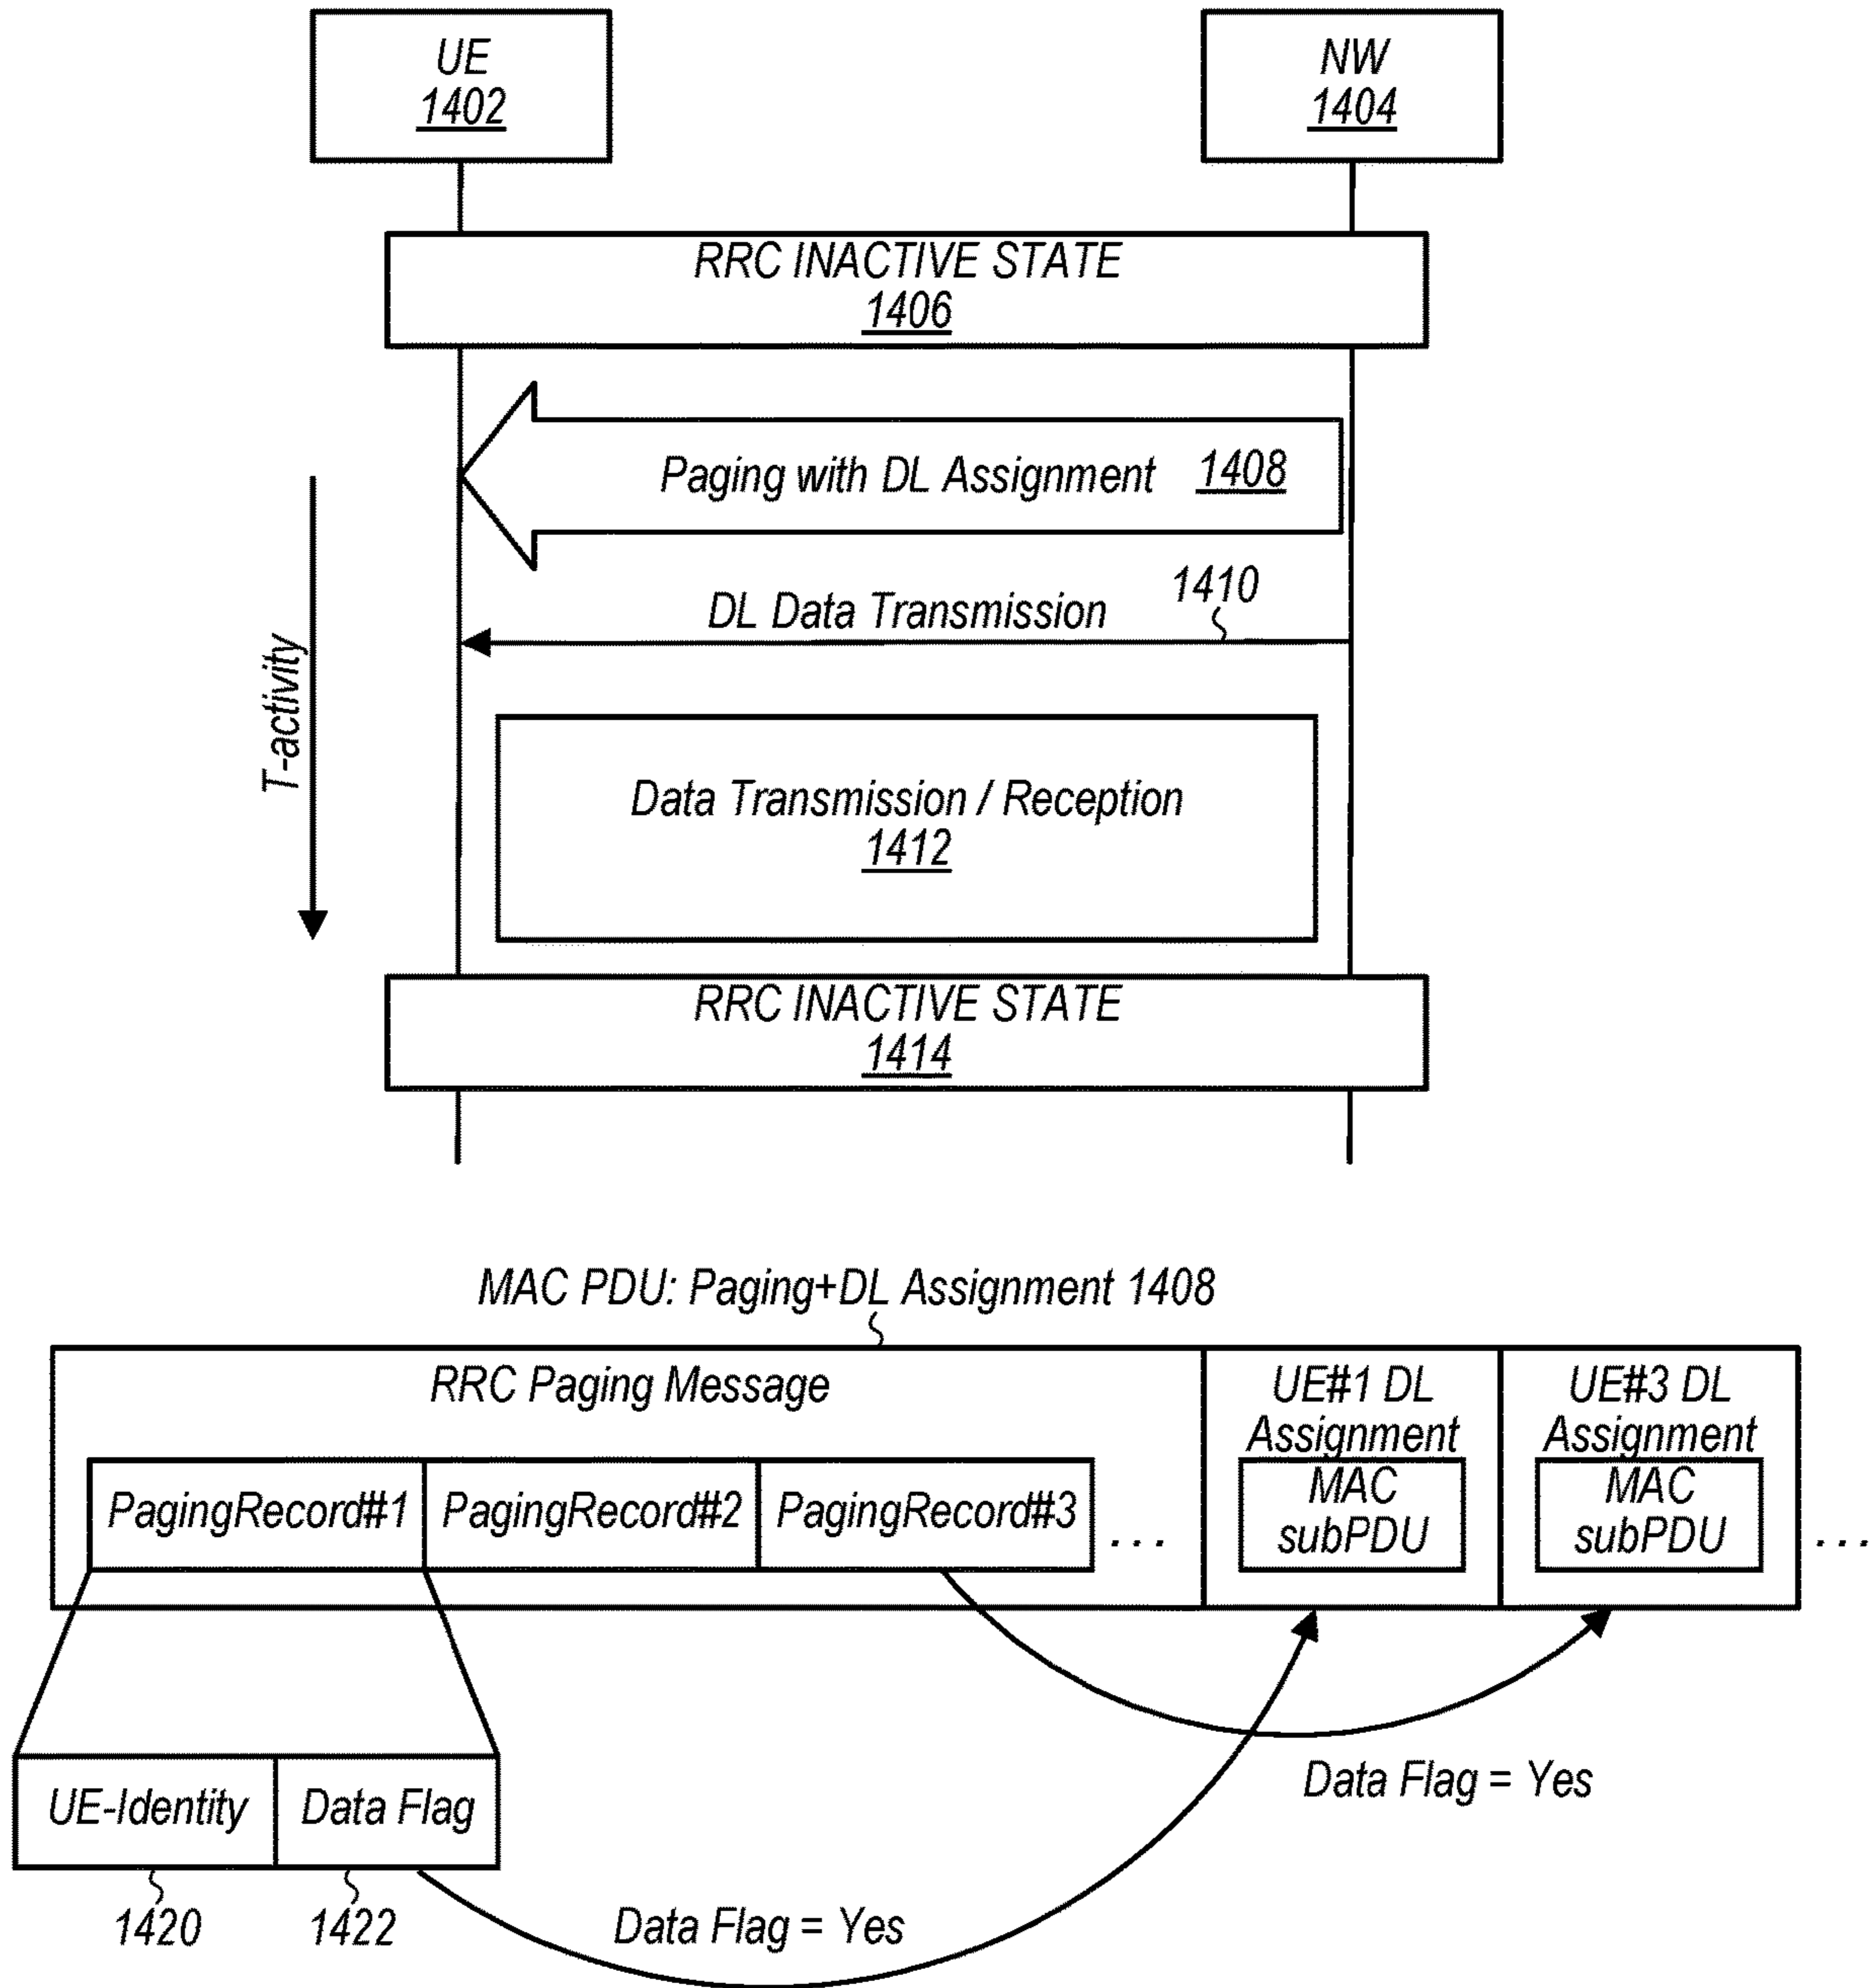 UE
1402
NW
1404
RRC INACTIVE STATE
1406
Paging with DL Assignment 1408
1410
DL Data Transmission
T-activity
Data Transmission / Reception
1412
RRC INACTIVE STATE
1414
MAC PDU: Paging+DL Assignment 1408
RRC Paging Message
UE#1 DL
Assignment
UE#3 DL
Assignment
PagingRecord#1
PagingRecord#2
PagingRecord#3
...
MAC
subPDU
MAC
subPDU
...
UE-Identity
Data Flag
Data Flag = Yes
1420
1422
Data Flag = Yes